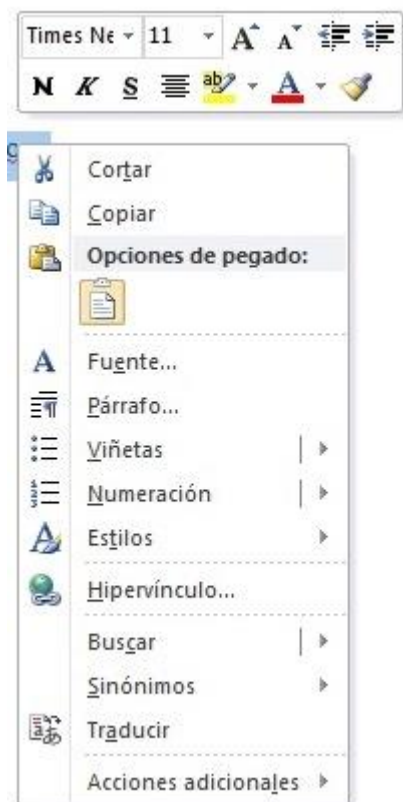 Times Ne 11 A A
N K S ab A
Cortar
Copiar
Opciones de pegado:
A Fuente...
Párrafo...
Viñetas
Numeración
Estilos
Hipervínculo...
Buscar
Sinónimos
Traducir
Acciones adicionales